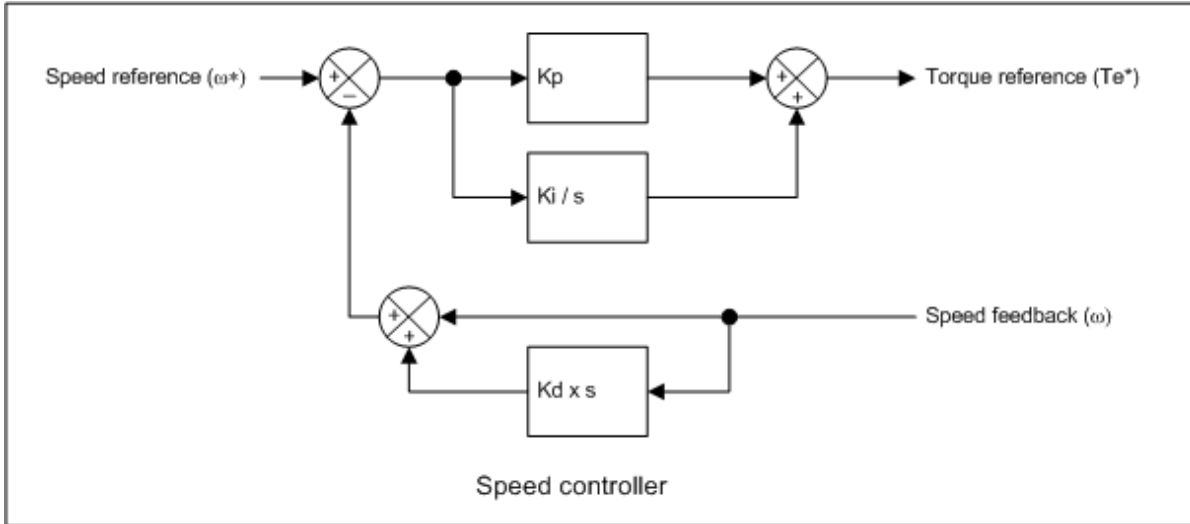 Speed reference (ω*)
+
−
Kp
+
+
Torque reference (Te*)
Ki / s
+
+
Speed feedback (ω)
Kd x s
Speed controller